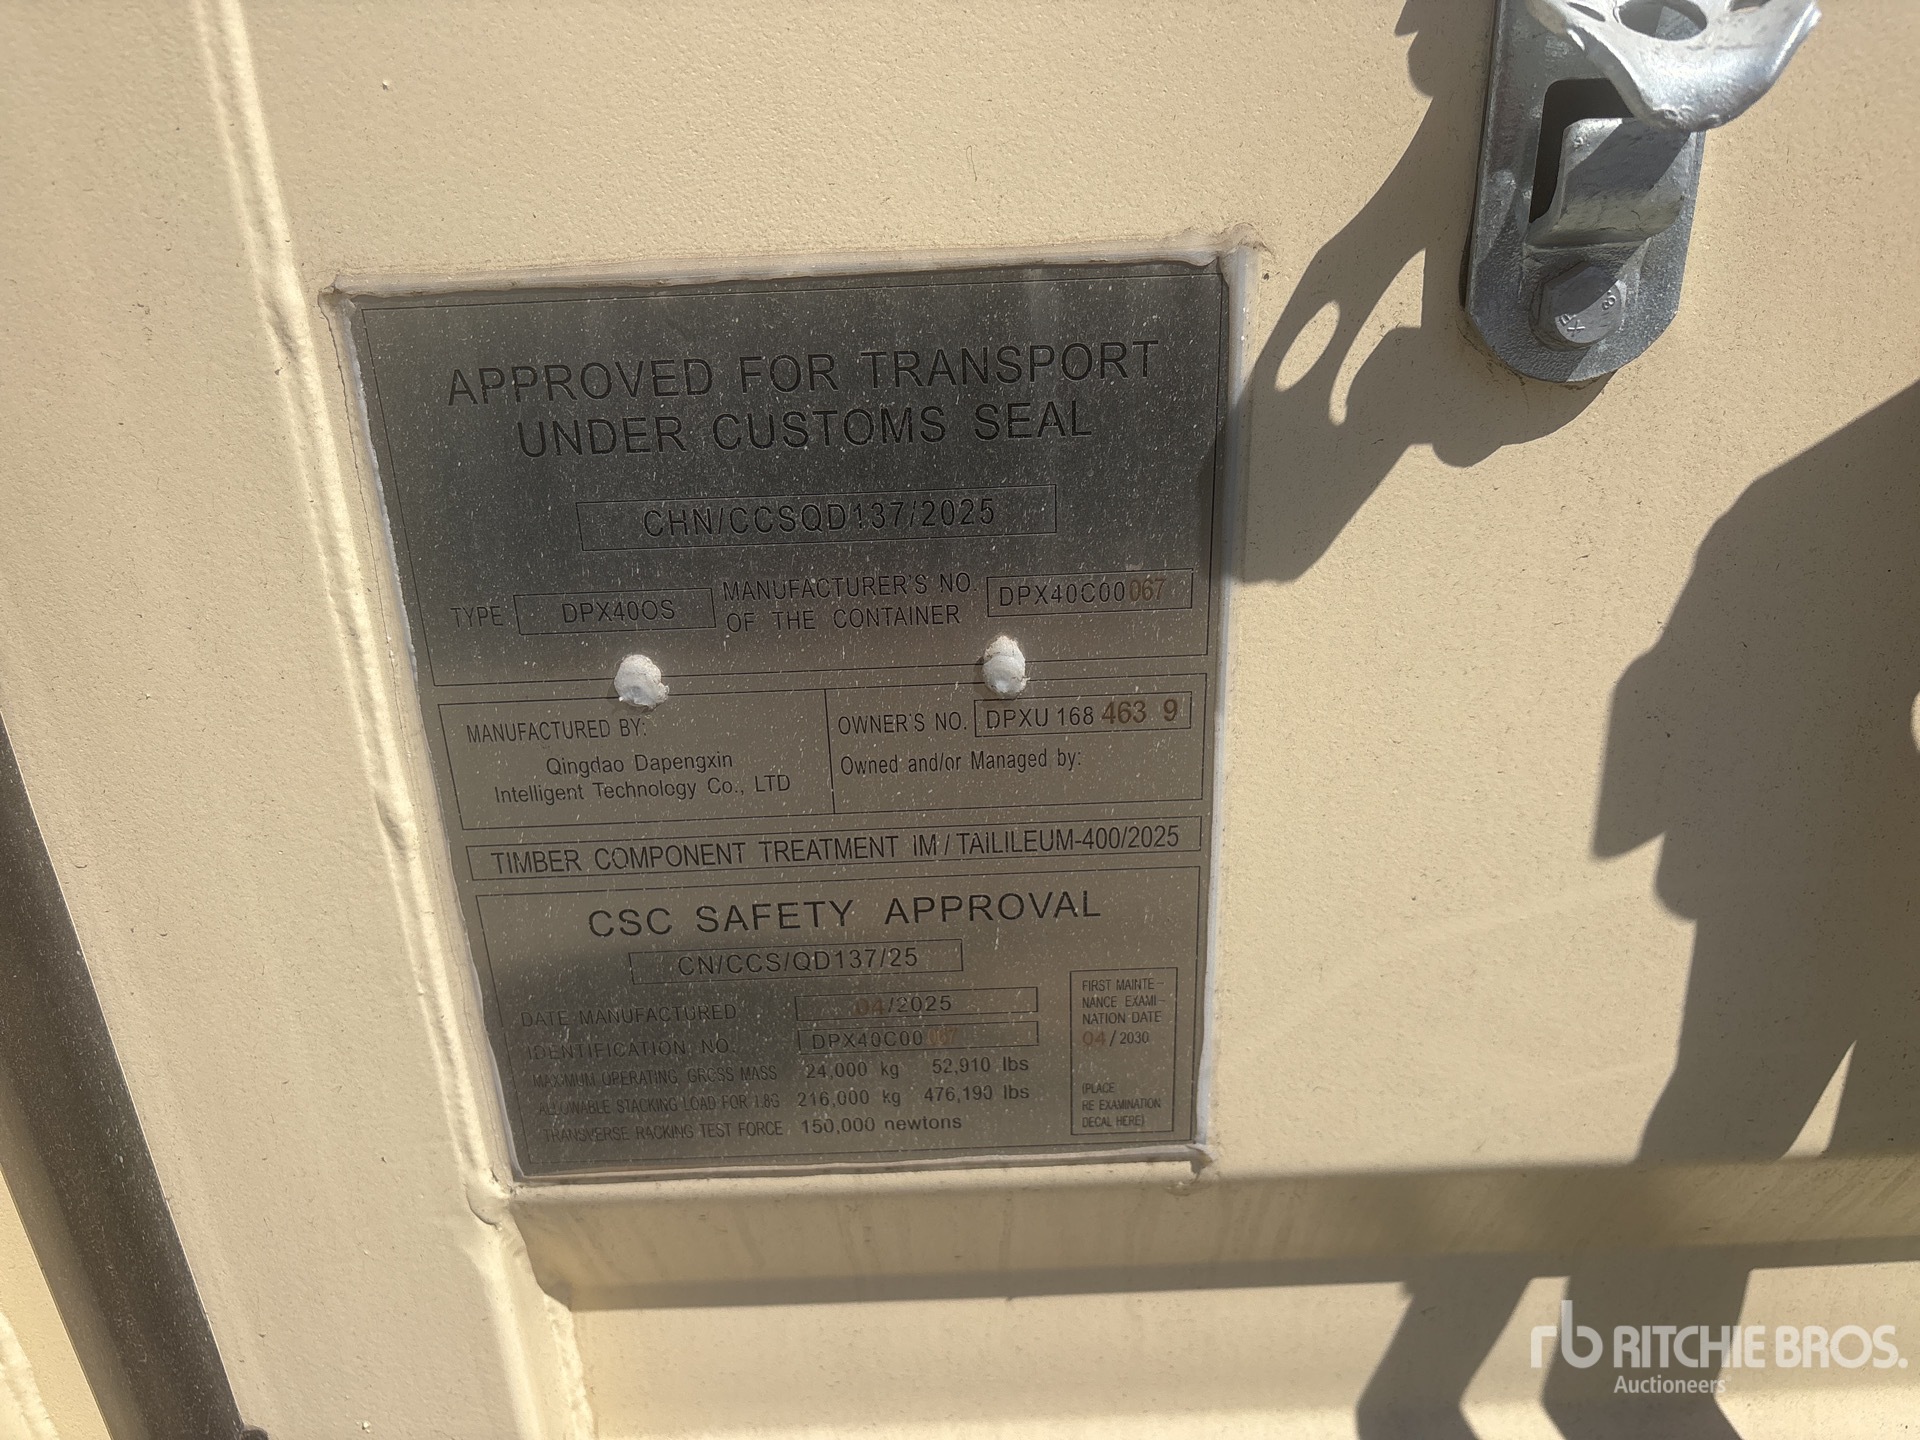 APPROVED FOR TRANSPORT
UNDER CUSTOMS SEAL
CHN/CCSQD137/2025
TYPE DPX40OS MANUFACTURER'S NO. OF THE CONTAINER DPX40C00067
MANUFACTURED BY:
Qingdao Dapengxin
Intelligent Technology Co., LTD
OWNER'S NO. DPXU 168 463 9
Owned and/or Managed by:
TIMBER COMPONENT TREATMENT IM / TAILILEUM-400/2025
CSC SAFETY APPROVAL
CN/CCS/QD137/25
DATE MANUFACTURED 04/2025
IDENTIFICATION NO. DPX40C00067
MAXIMUM OPERATING GROSS MASS 24,000 kg 52,910 lbs
ALLOWABLE STACKING LOAD FOR 1.8G 216,000 kg 476,190 lbs
TRANSVERSE RACKING TEST FORCE 150,000 newtons
FIRST MAINTE-
NANCE EXAMI-
NATION DATE
04/2030
(PLACE
RE EXAMINATION
DECAL HERE)
rb RITCHIE BROS.
Auctioneers